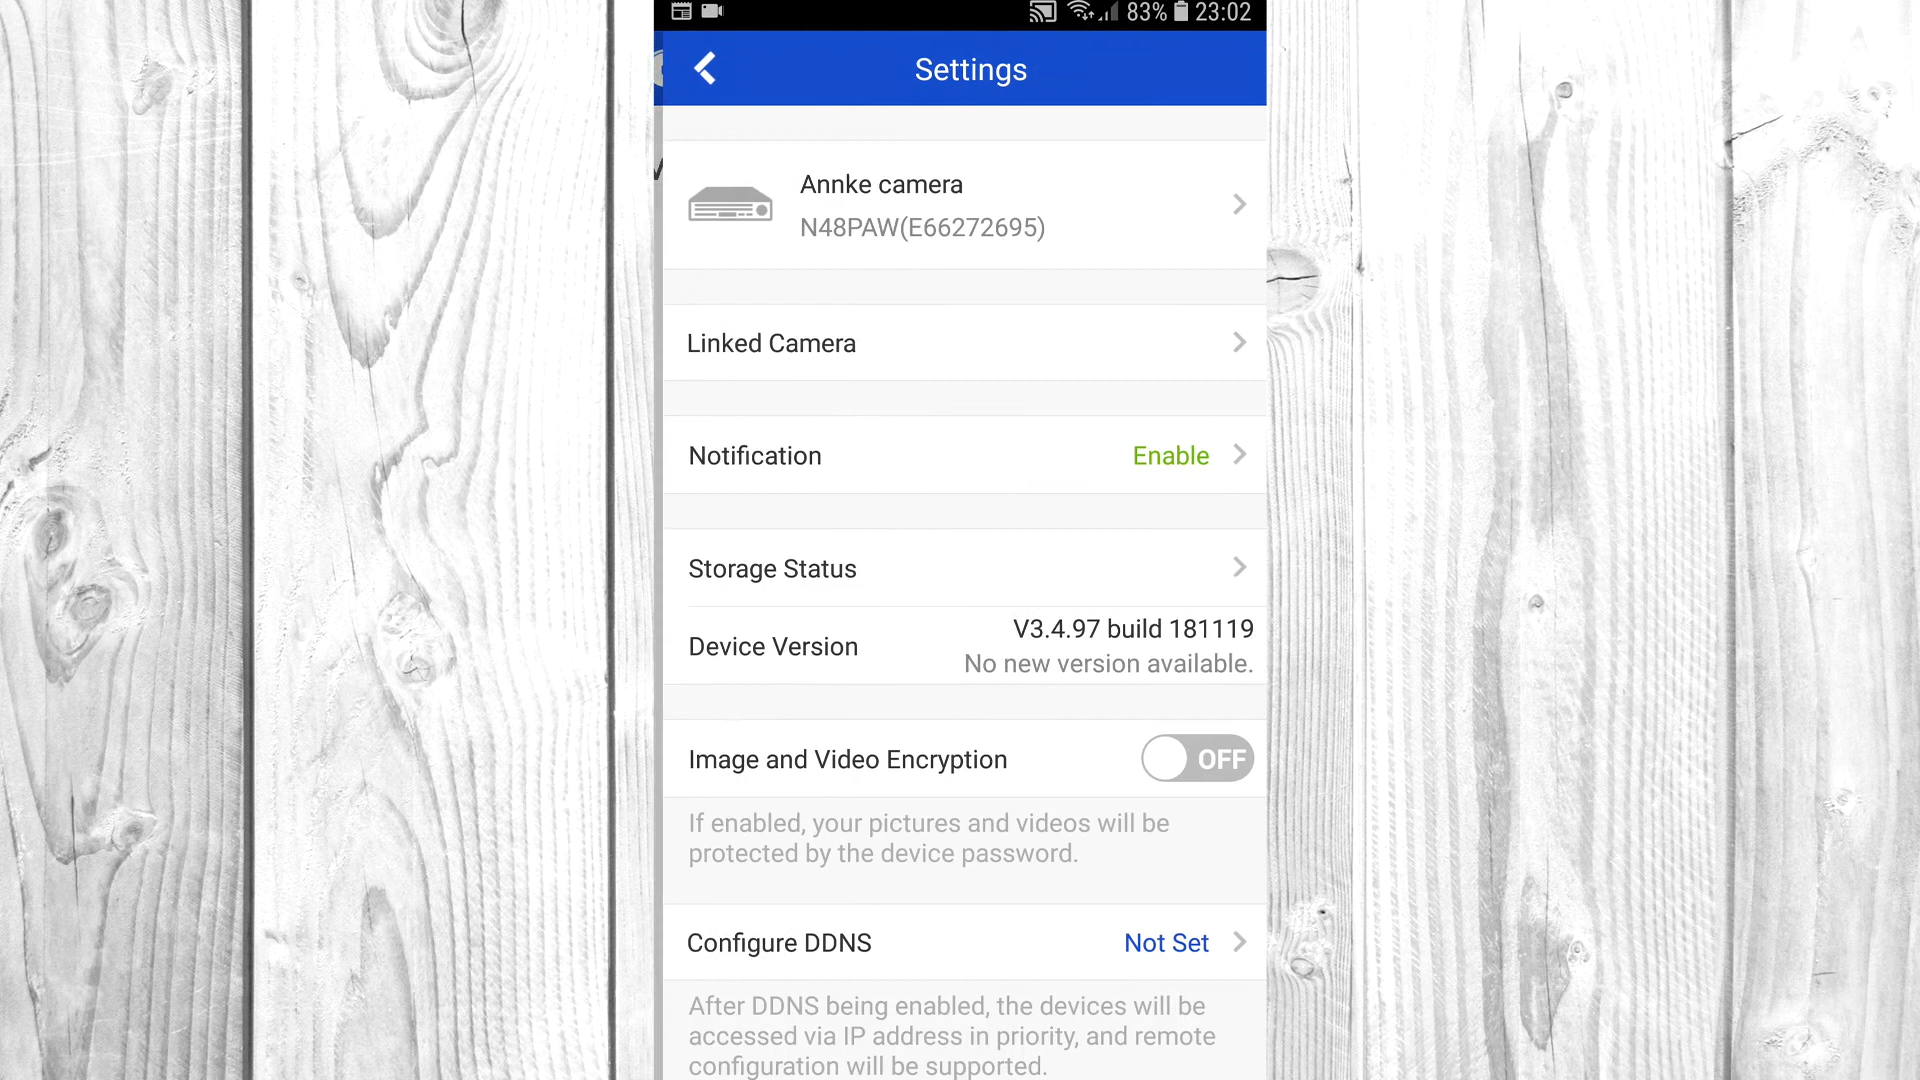 83% 23:02
Settings
Annke camera
N48PAW(E66272695)
Linked Camera
Notification Enable
Storage Status
V3.4.97 build 181119
Device Version
No new version available.
Image and Video Encryption OFF
If enabled, your pictures and videos will be
protected by the device password.
Configure DDNS Not Set
After DDNS being enabled, the devices will be
accessed via IP address in priority, and remote
configuration will be supported.